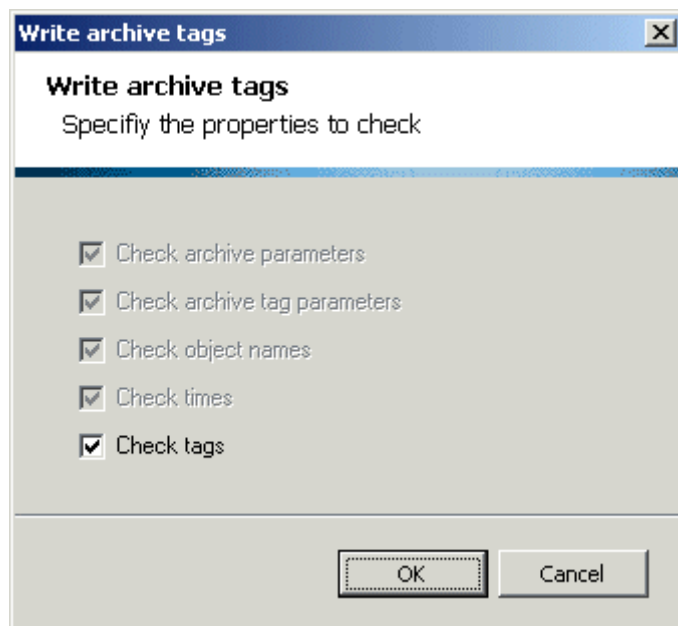 Write archive tags
Write archive tags
Specifiy the properties to check
Check archive parameters
Check archive tag parameters
Check object names
Check times
Check tags
OK
Cancel